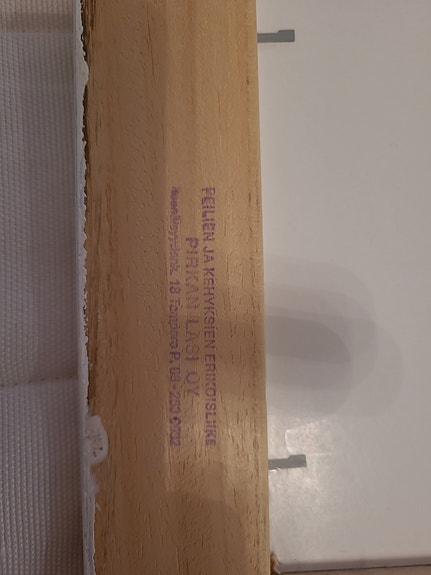 PEILIEN JA KEHYKSIEN ERIKOISLIIKE
PIRKAN LASI OY
18 Tampere P.